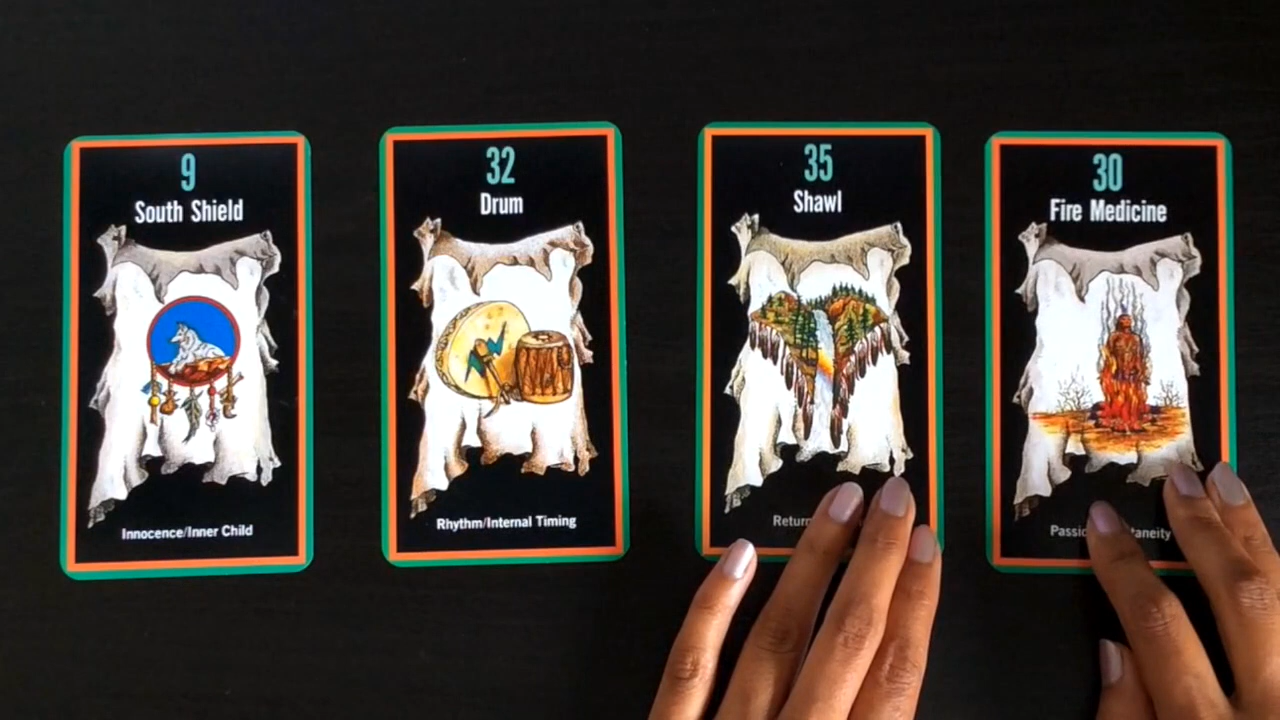 9
South Shield
Innocence/Inner Child
32
Drum
Rhythm/Internal Timing
35
Shawl
30
Fire Medicine